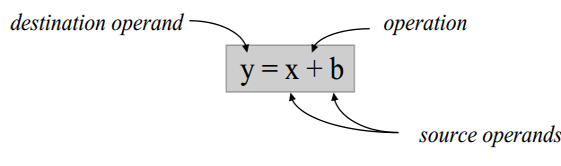 destination operand
operation
y = x + b
source operands